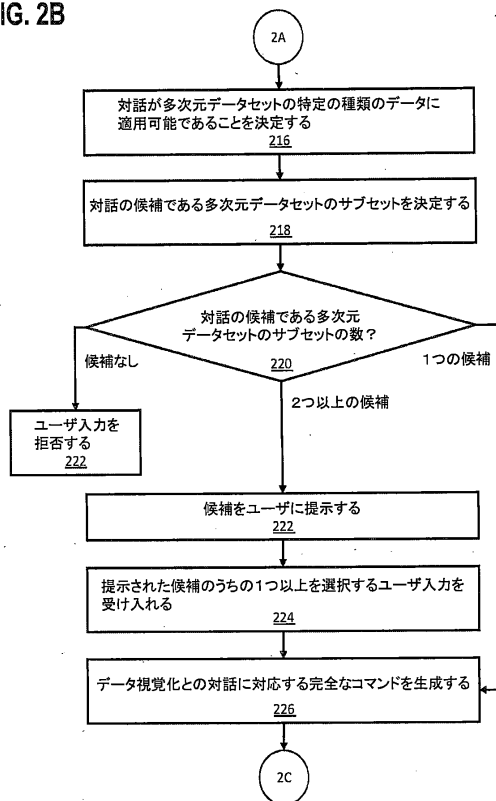 IG. 2B
2A
対話が多次元データセットの特定の種類のデータに
適用可能であることを決定する
216
対話の候補である多次元データセットのサブセットを決定する
218
対話の候補である多次元
データセットのサブセットの数？
220
候補なし
1つの候補
2つ以上の候補
ユーザ入力を
拒否する
222
候補をユーザに提示する
222
提示された候補のうちの1つ以上を選択するユーザ入力を
受け入れる
224
データ視覚化との対話に対応する完全なコマンドを生成する
226
2C